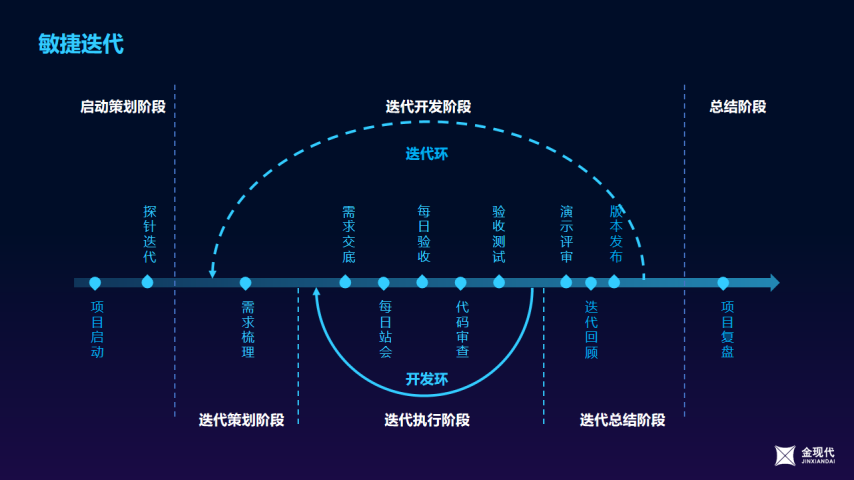 敏捷迭代
启动策划阶段
迭代开发阶段
总结阶段
迭代环
探针迭代
需求交底
每日验收
验收测试
演示评审
版本发布
项目启动
需求梳理
每日站会
代码审查
迭代回顾
项目复盘
开发环
迭代策划阶段
迭代执行阶段
迭代总结阶段
金现代
JINXIANDAI